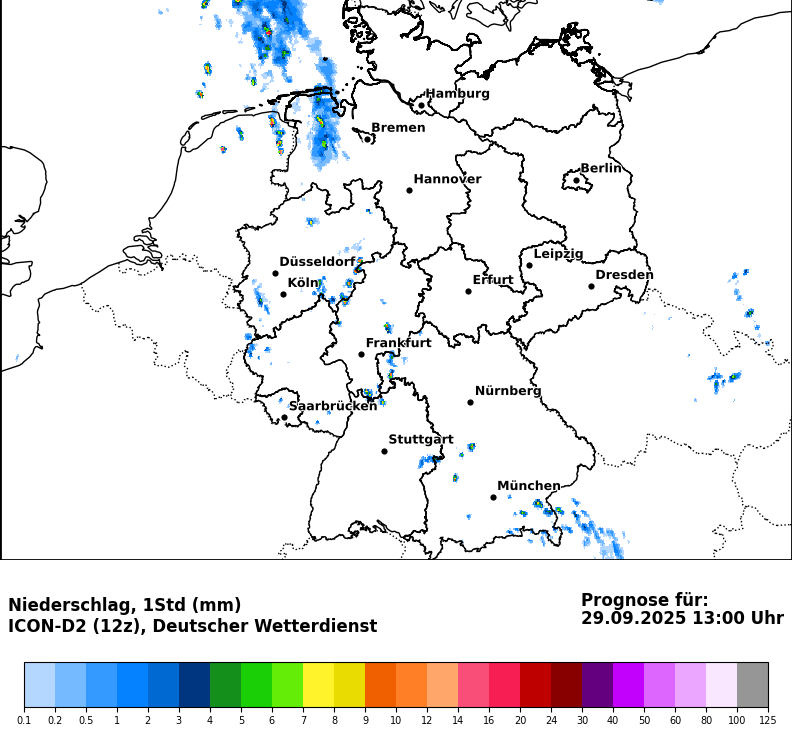 Hamburg
Bremen
Berlin
Hannover
Leipzig
Düsseldorf
Dresden
Köln
Erfurt
Frankfurt
Nürnberg
Saarbrücken
Stuttgart
München
Niederschlag, 1Std (mm)
ICON-D2 (12z), Deutscher Wetterdienst
Prognose für:
29.09.2025 13:00 Uhr
0.1 0.2 0.5 1 2 3 4 5 6 7 8 9 10 12 14 16 20 24 30 40 50 60 80 100 125